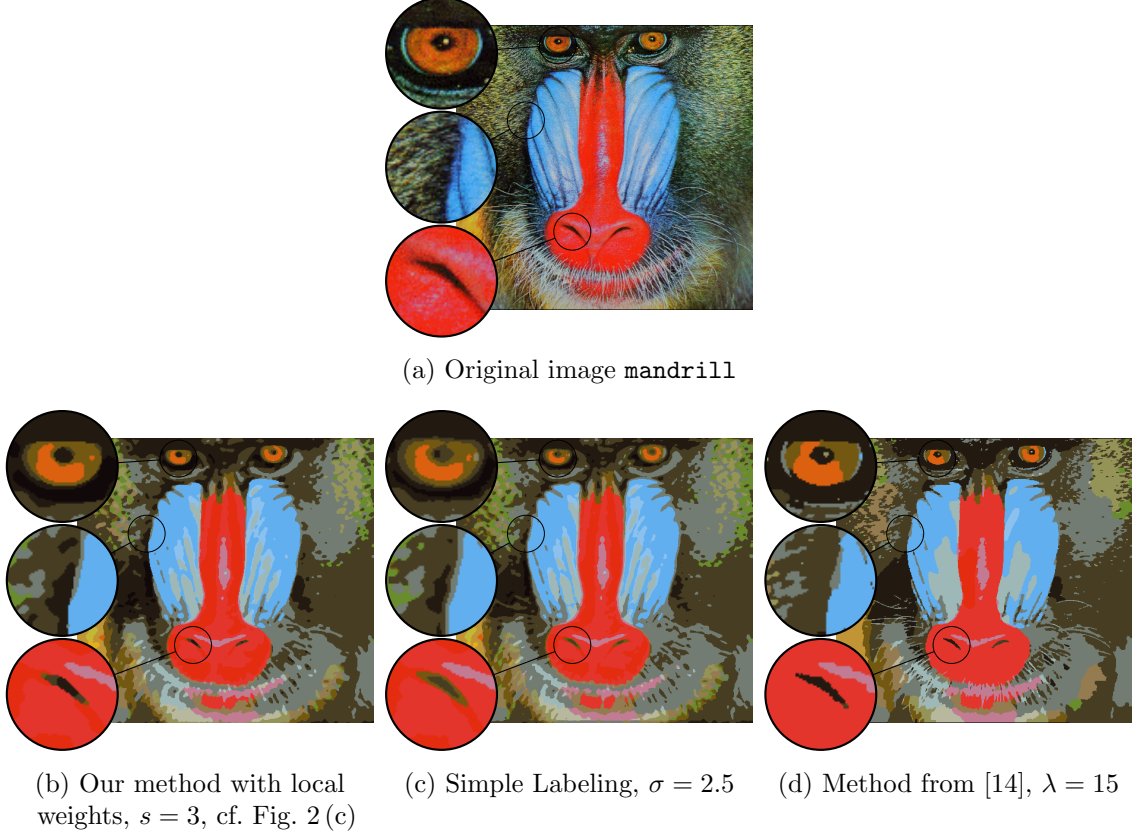 (a) Original image mandrill
(b) Our method with local
weights, s = 3, cf. Fig. 2 (c)
(c) Simple Labeling, σ = 2.5
(d) Method from [14], λ = 15